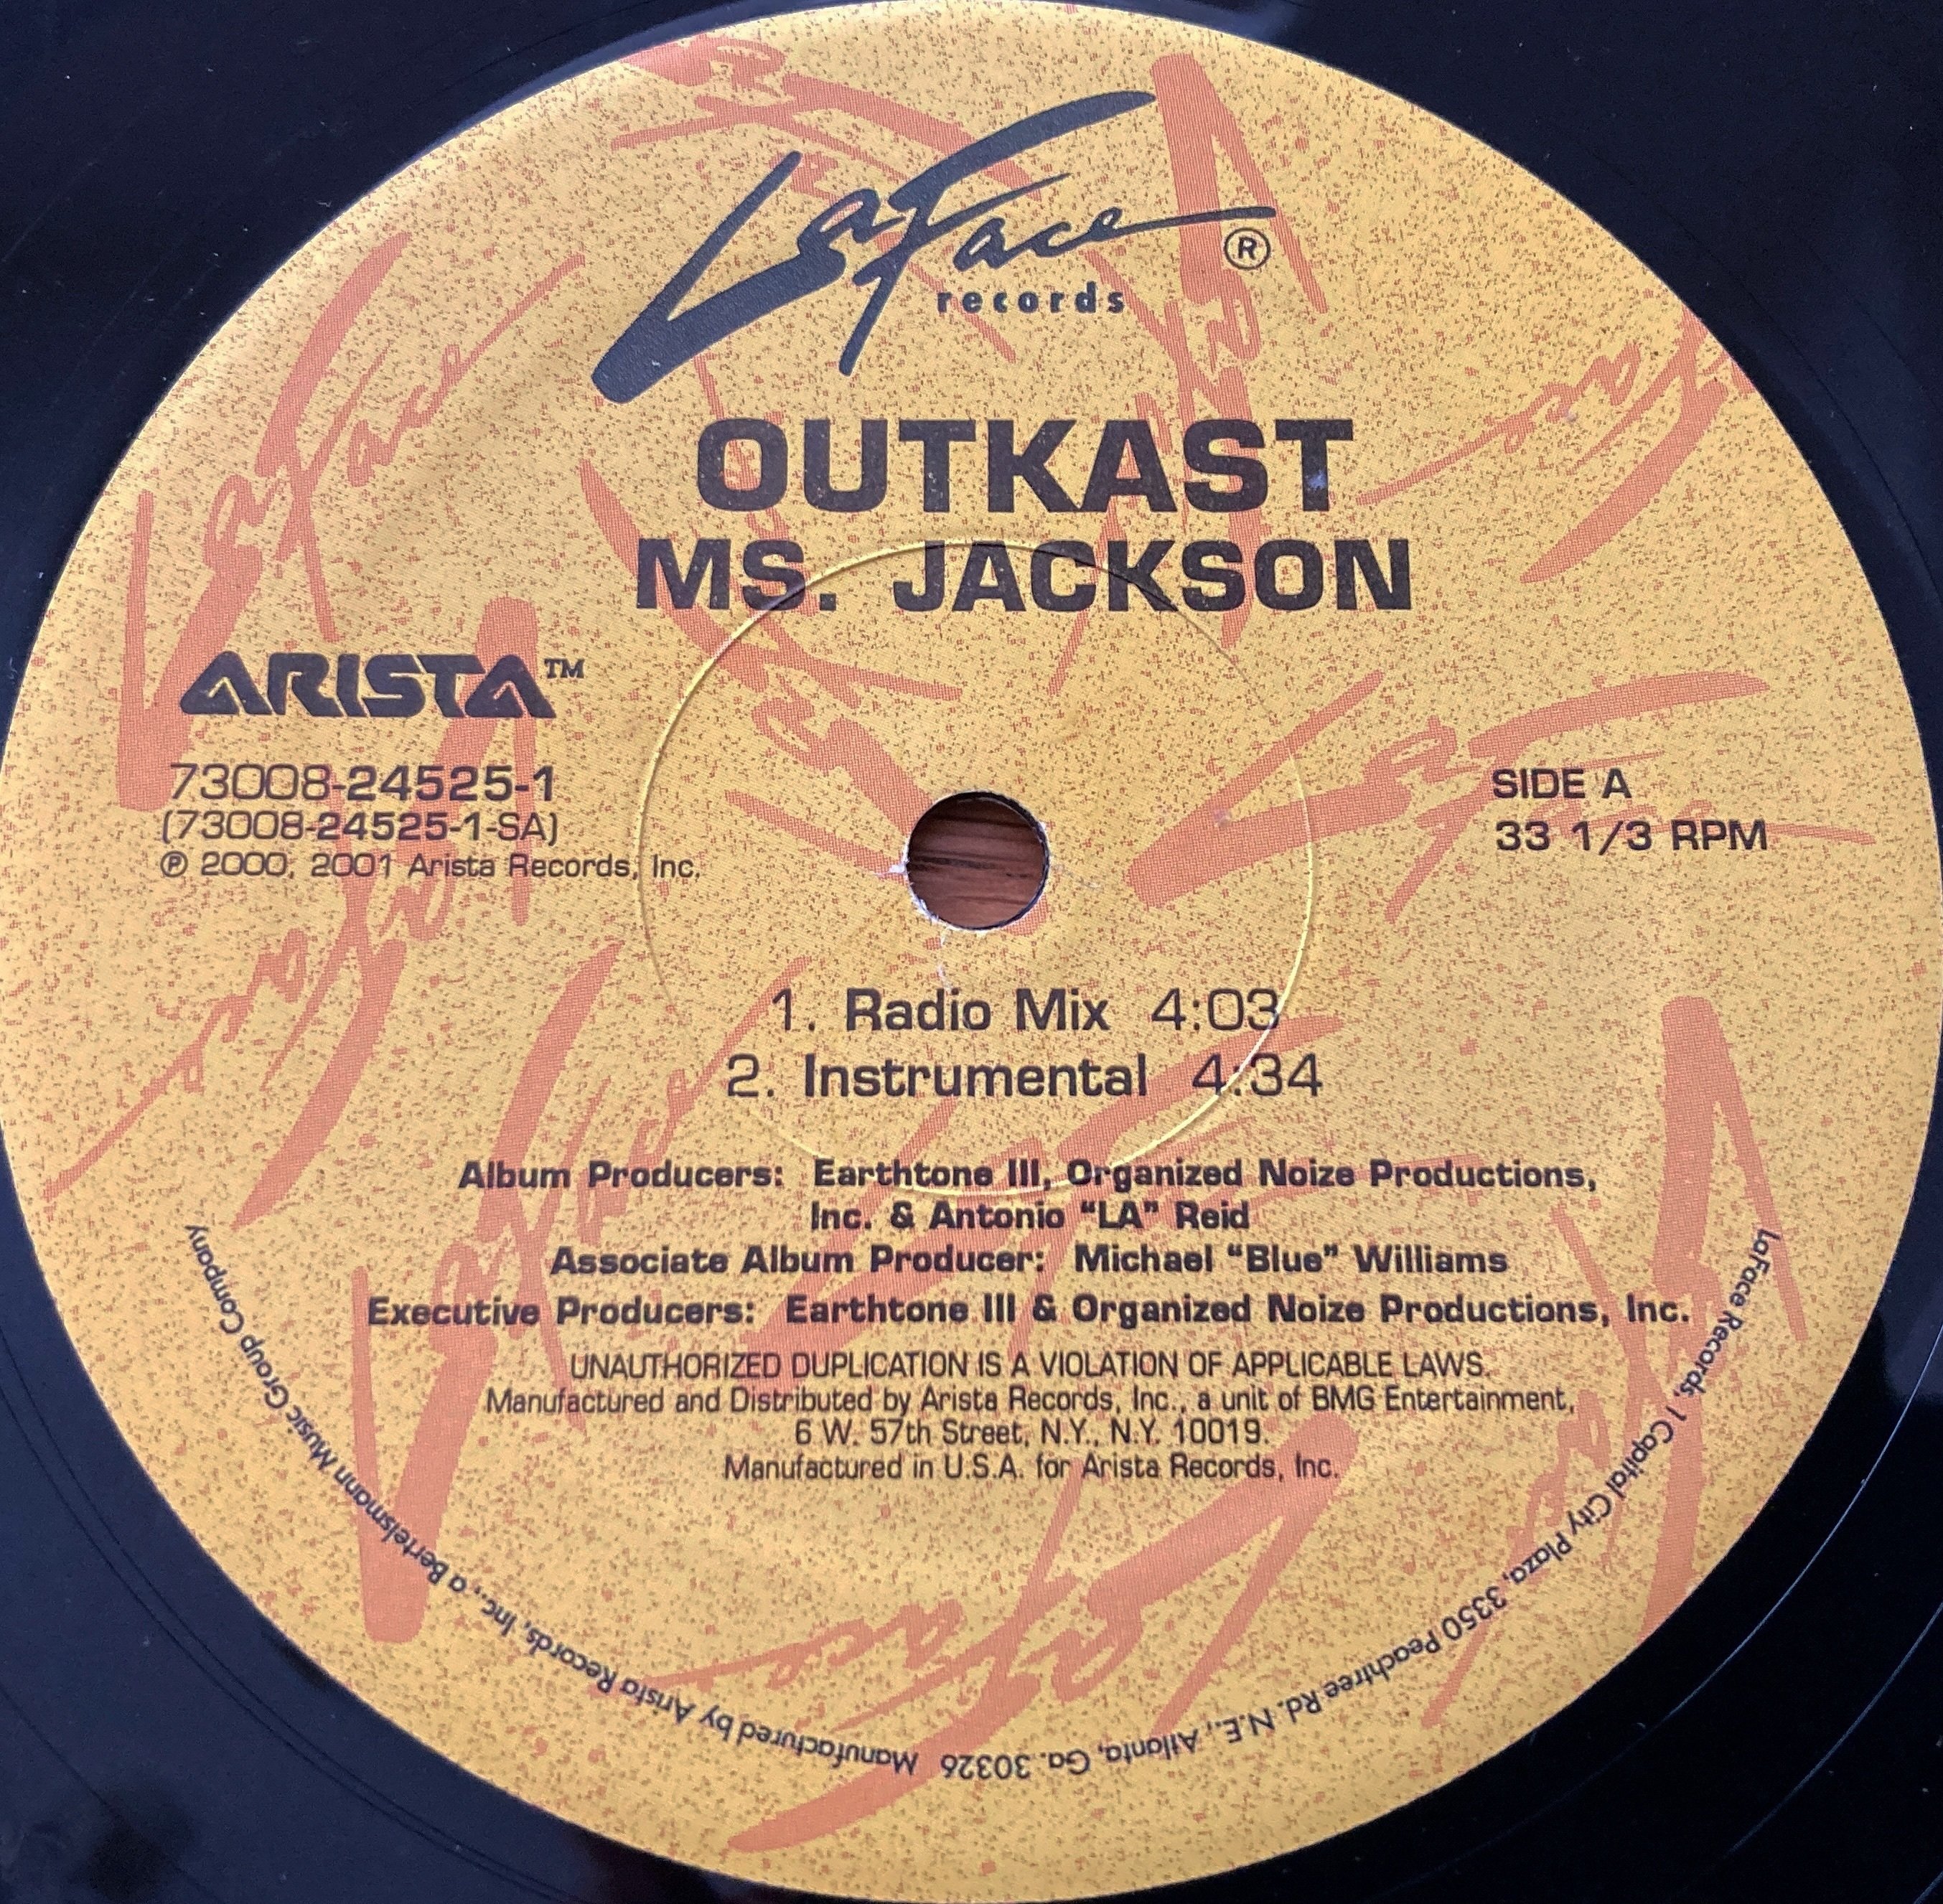 LaFace ®
records
OUTKAST
MS. JACKSON
ARISTA™
73008-24525-1
(73008-24525-1-SA)
℗ 2000, 2001 Arista Records, Inc.
SIDE A
33 1/3 RPM
1. Radio Mix 4:03
2. Instrumental 4:34
Album Producers: Earthtone III, Organized Noize Productions,
Inc. & Antonio “LA” Reid
Associate Album Producer: Michael “Blue” Williams
Executive Producers: Earthtone III & Organized Noize Productions, Inc.
UNAUTHORIZED DUPLICATION IS A VIOLATION OF APPLICABLE LAWS.
Manufactured and Distributed by Arista Records, Inc., a unit of BMG Entertainment,
6 W. 57th Street, N.Y., N.Y. 10019.
Manufactured in U.S.A. for Arista Records, Inc.
LaFace Records, 1 Capital City Plaza, 3350 Peachtree Rd. N.E., Atlanta, Ga. 30326 Manufactured by Arista Records, Inc., a Bertelsmann Music Group Company